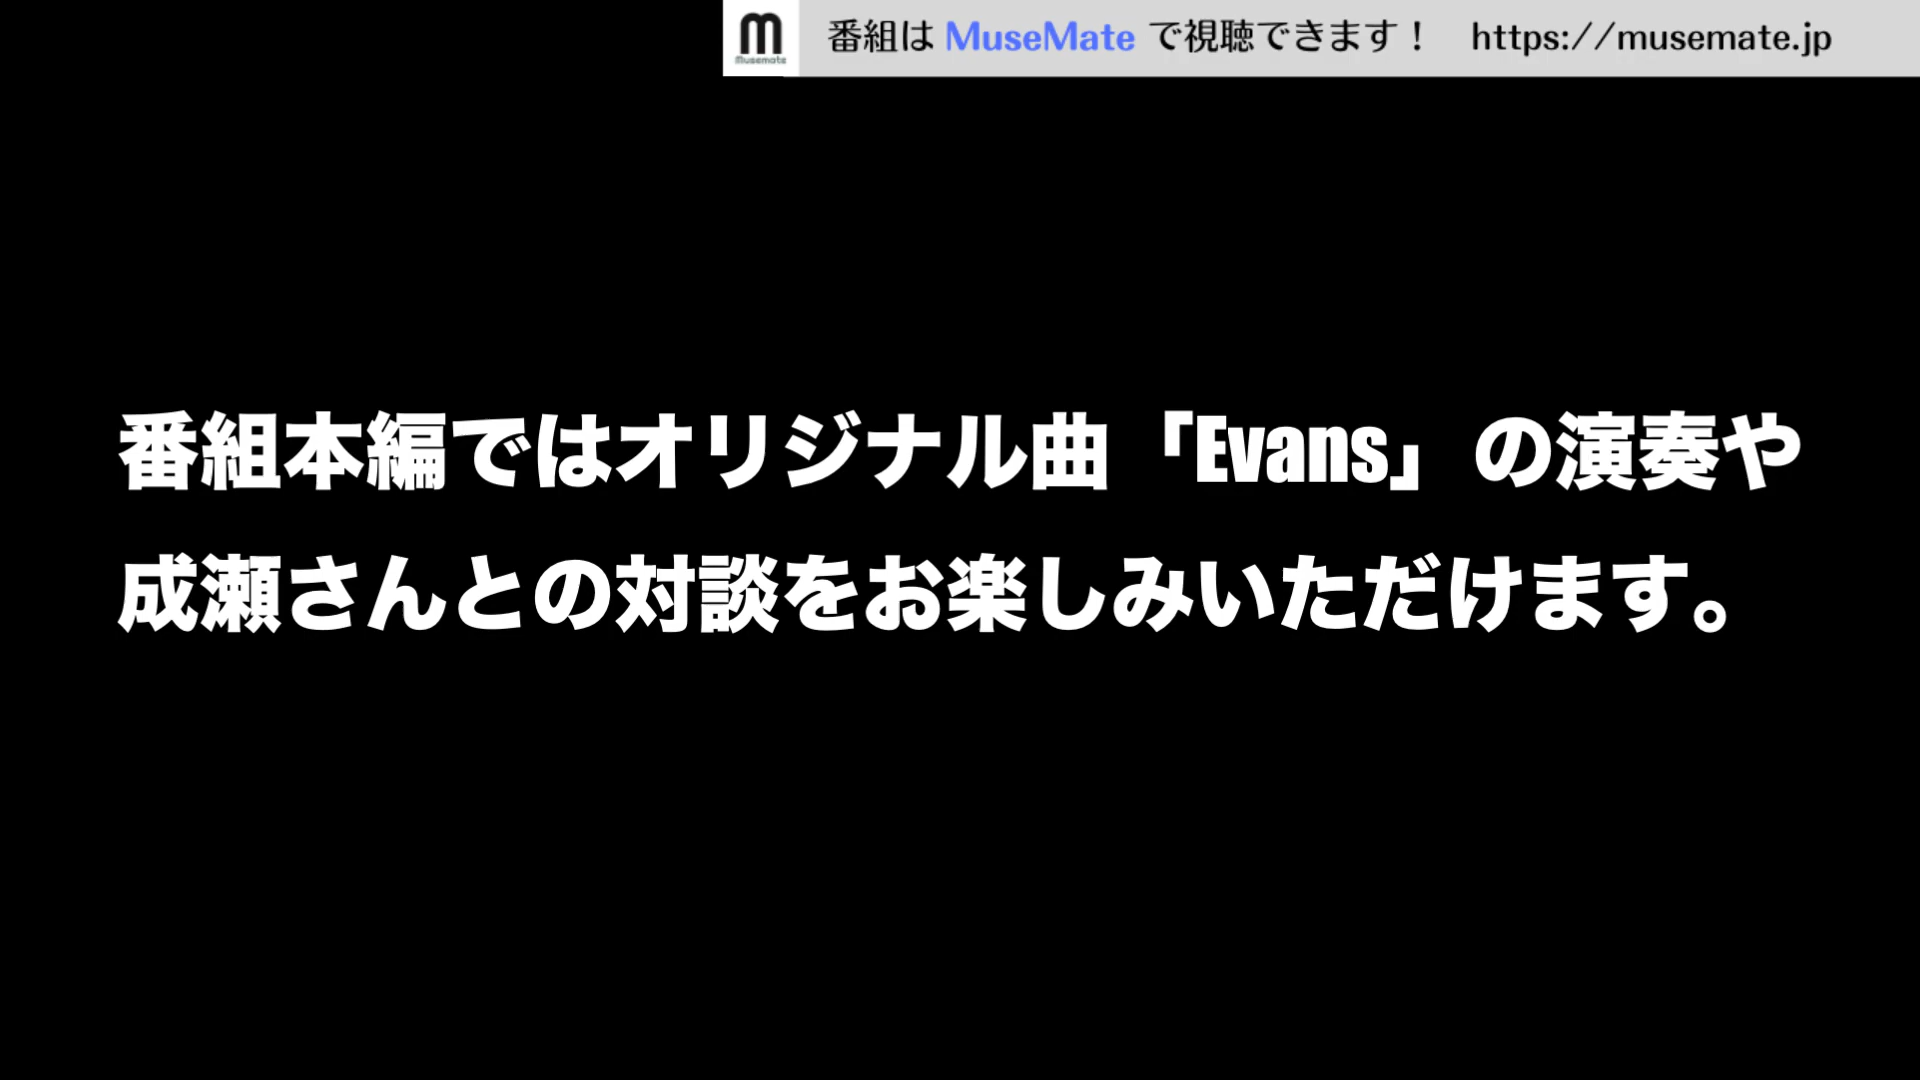 Musemate
番組は MuseMate で視聴できます！　https://musemate.jp
番組本編ではオリジナル曲「Evans」の演奏や
成瀬さんとの対談をお楽しみいただけます。